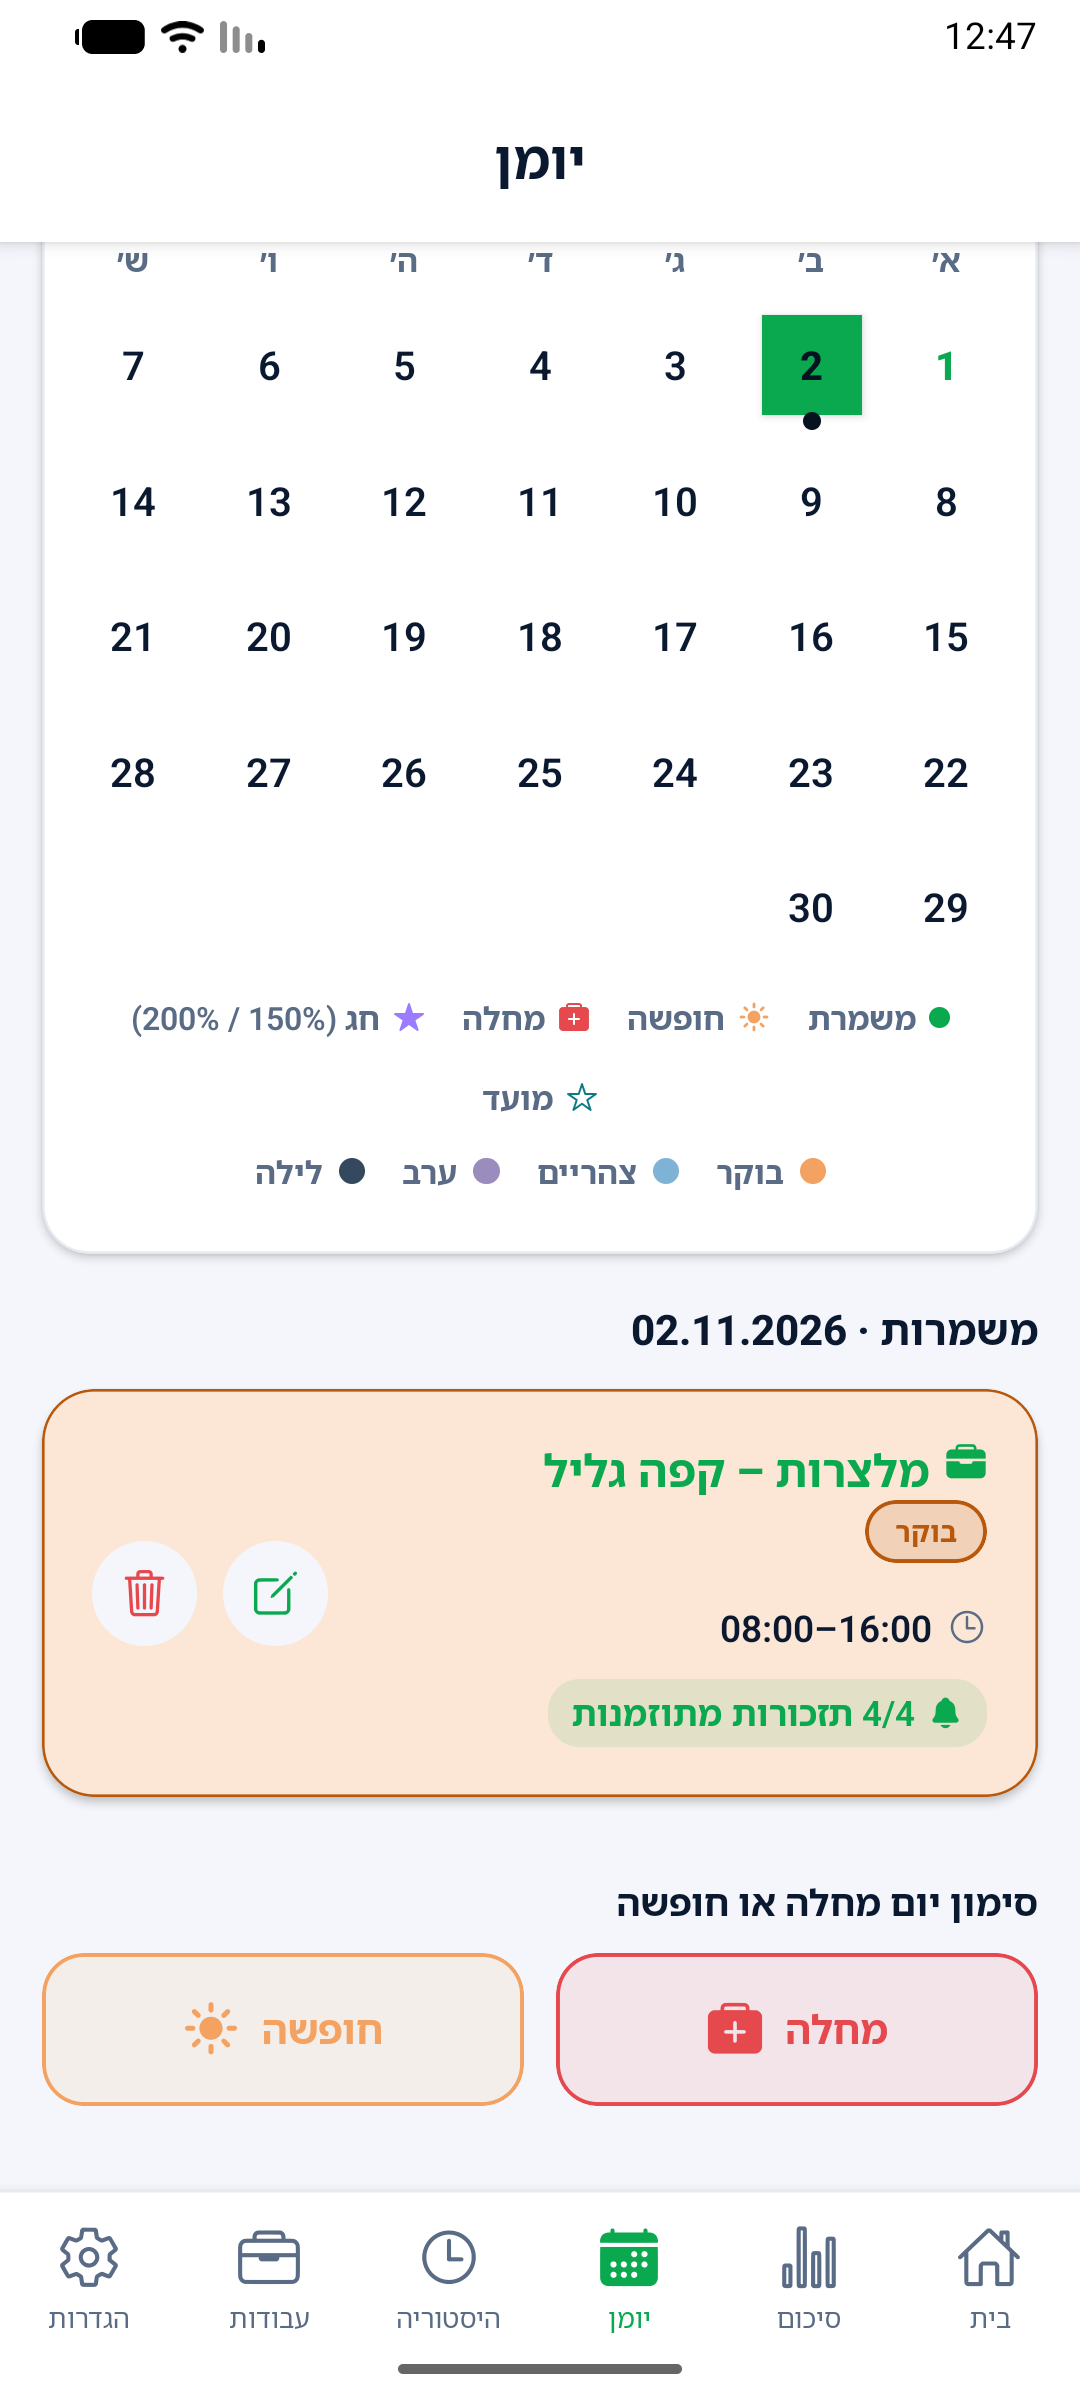 12:47
יומן
א׳ ב׳ ג׳ ד׳ ה׳ ו׳ ש׳
1 2 3 4 5 6 7
8 9 10 11 12 13 14
15 16 17 18 19 20 21
22 23 24 25 26 27 28
29 30
משמרת חופשה מחלה חג (150% / 200%)
מועד
בוקר צהריים ערב לילה
משמרות · 02.11.2026
מלצרות – קפה גליל
בוקר
08:00–16:00
4/4 תזכורות מתוזמנות
סימון יום מחלה או חופשה
מחלה חופשה
בית סיכום יומן היסטוריה עבודות הגדרות